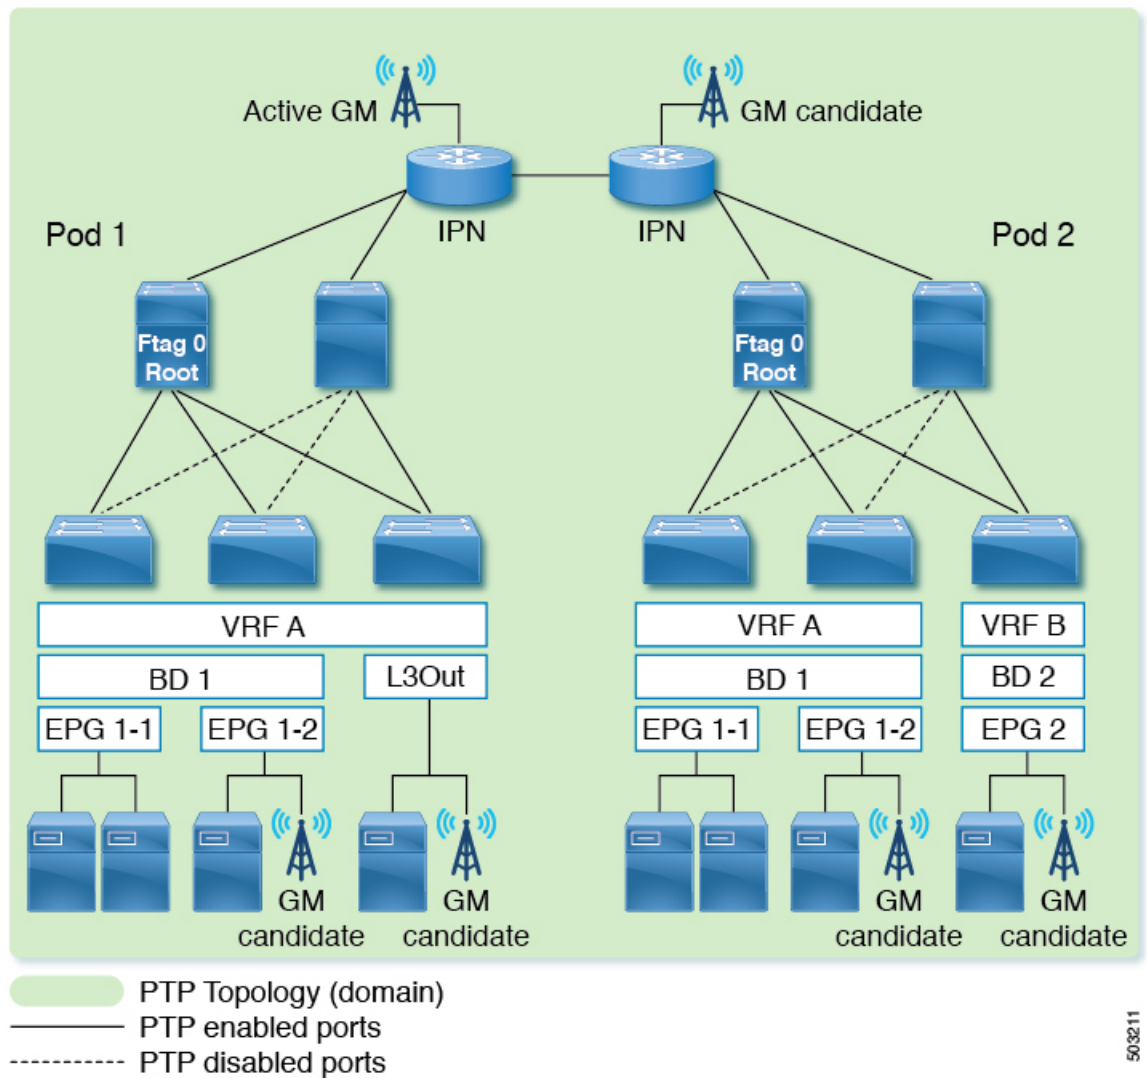 Active GM
GM candidate
IPN
IPN
Pod 1
Pod 2
Ftag 0
Root
Ftag 0
Root
VRF A
VRF A
VRF B
BD 1
L3Out
BD 1
BD 2
EPG 1-1
EPG 1-2
EPG 1-1
EPG 1-2
EPG 2
GM
candidate
GM
candidate
GM
candidate
GM
candidate
PTP Topology (domain)
PTP enabled ports
PTP disabled ports
503211